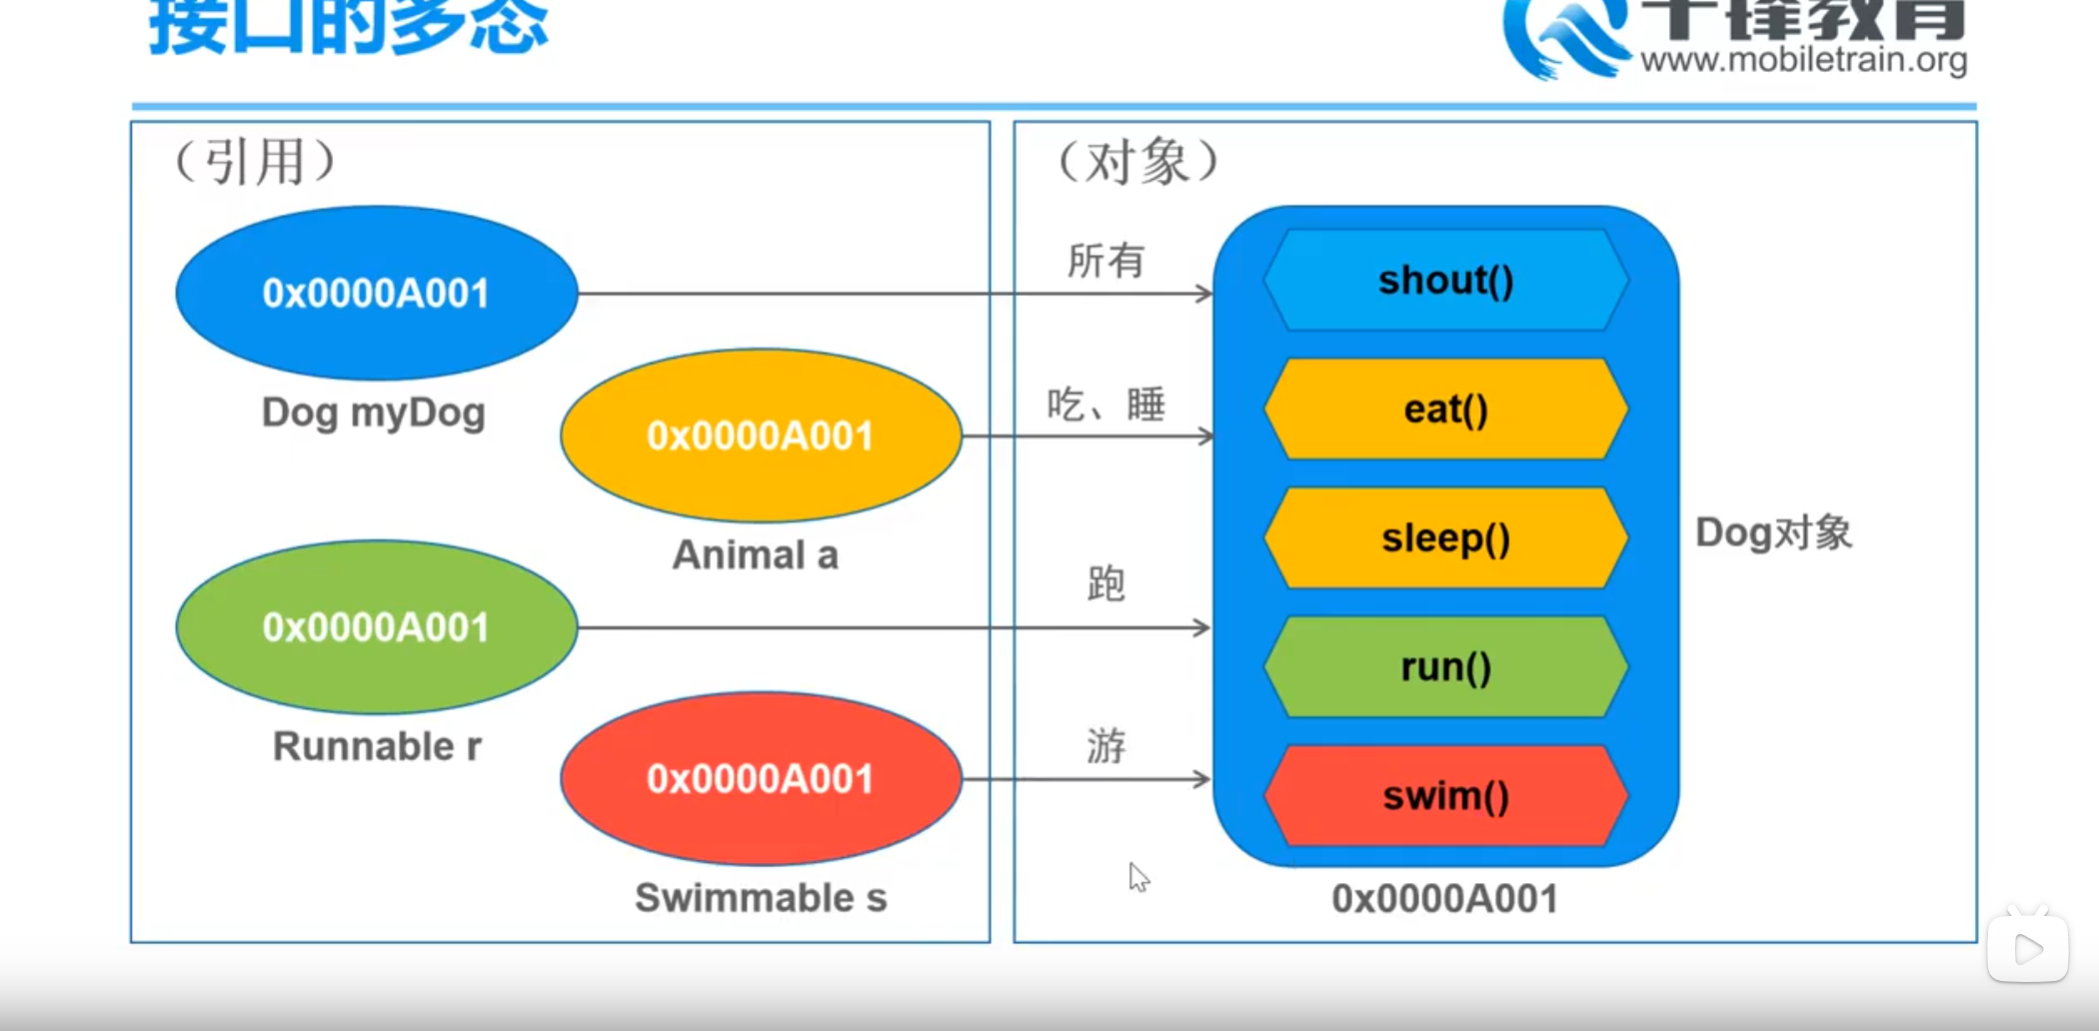 接口的多态
千锋教育
www.mobiletrain.org
（引用）
（对象）
0x0000A001
Dog myDog
0x0000A001
Animal a
0x0000A001
Runnable r
0x0000A001
Swimmable s
所有
吃、睡
跑
游
shout()
eat()
sleep()
run()
swim()
Dog对象
0x0000A001